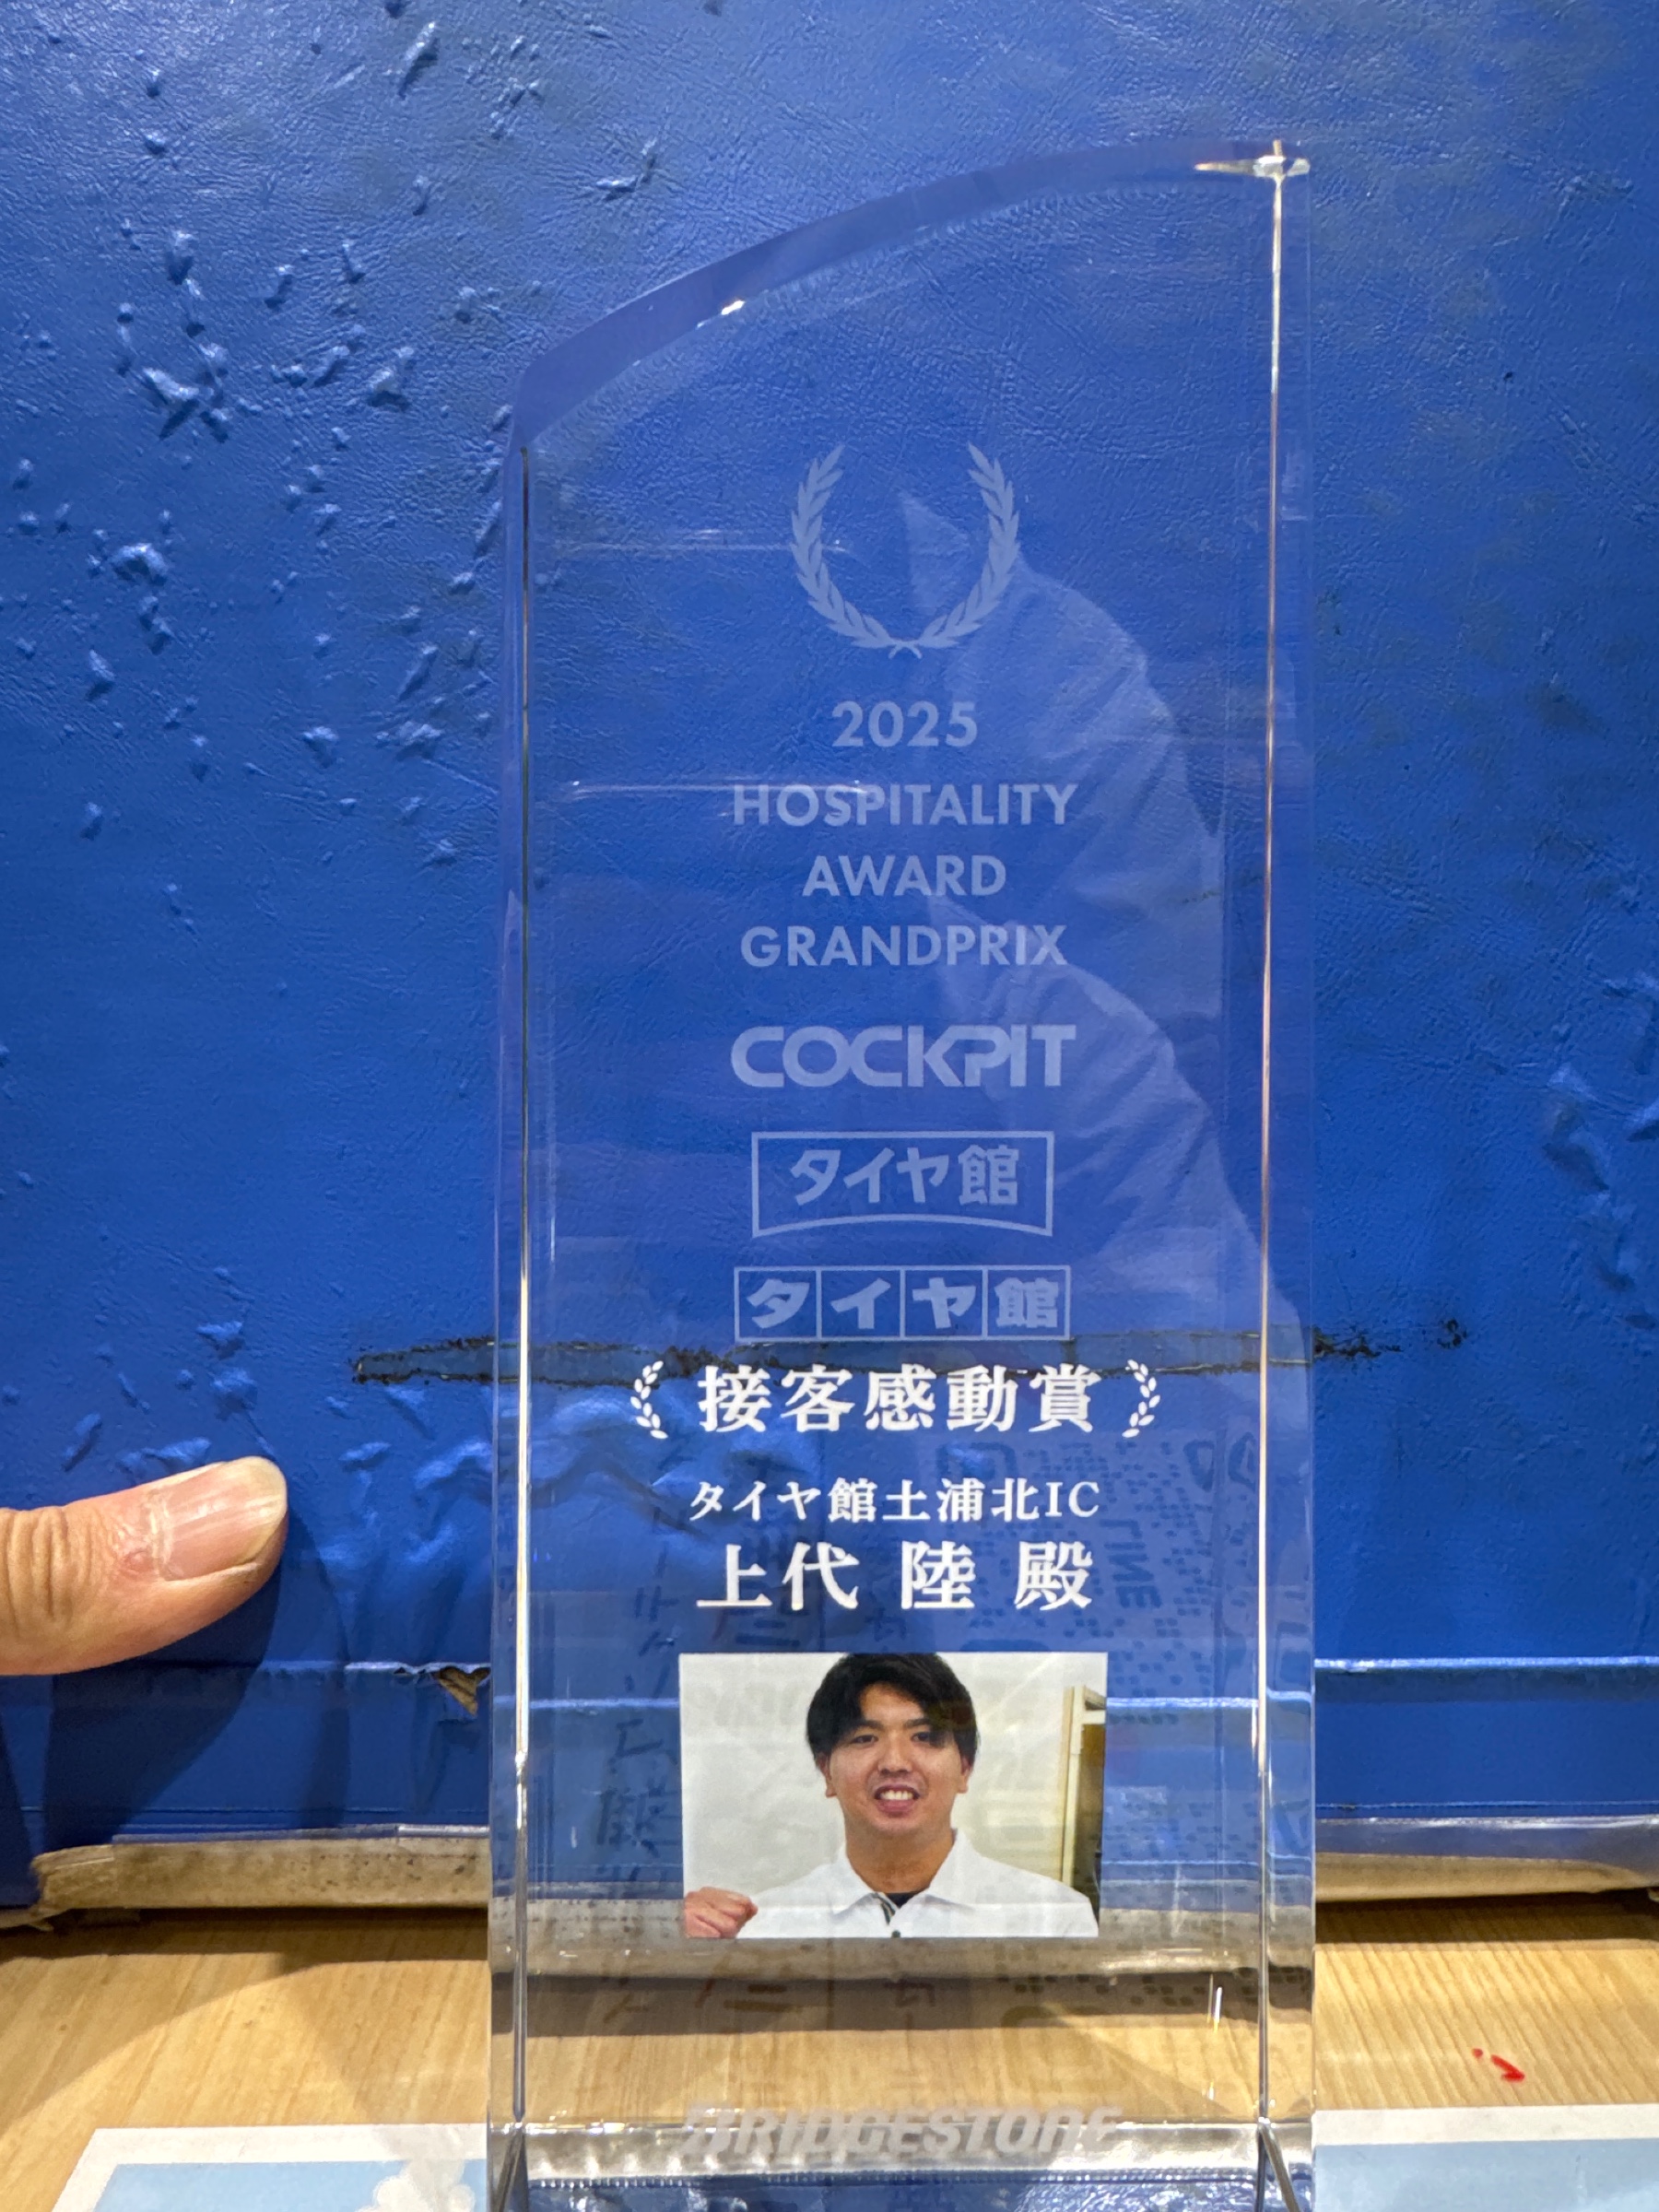 2025
HOSPITALITY
AWARD
GRANDPRIX
COCKPIT
タイヤ館
タイヤ館
接客感動賞
タイヤ館土浦北IC
上代 陸 殿
LINE
BRIDGESTONE